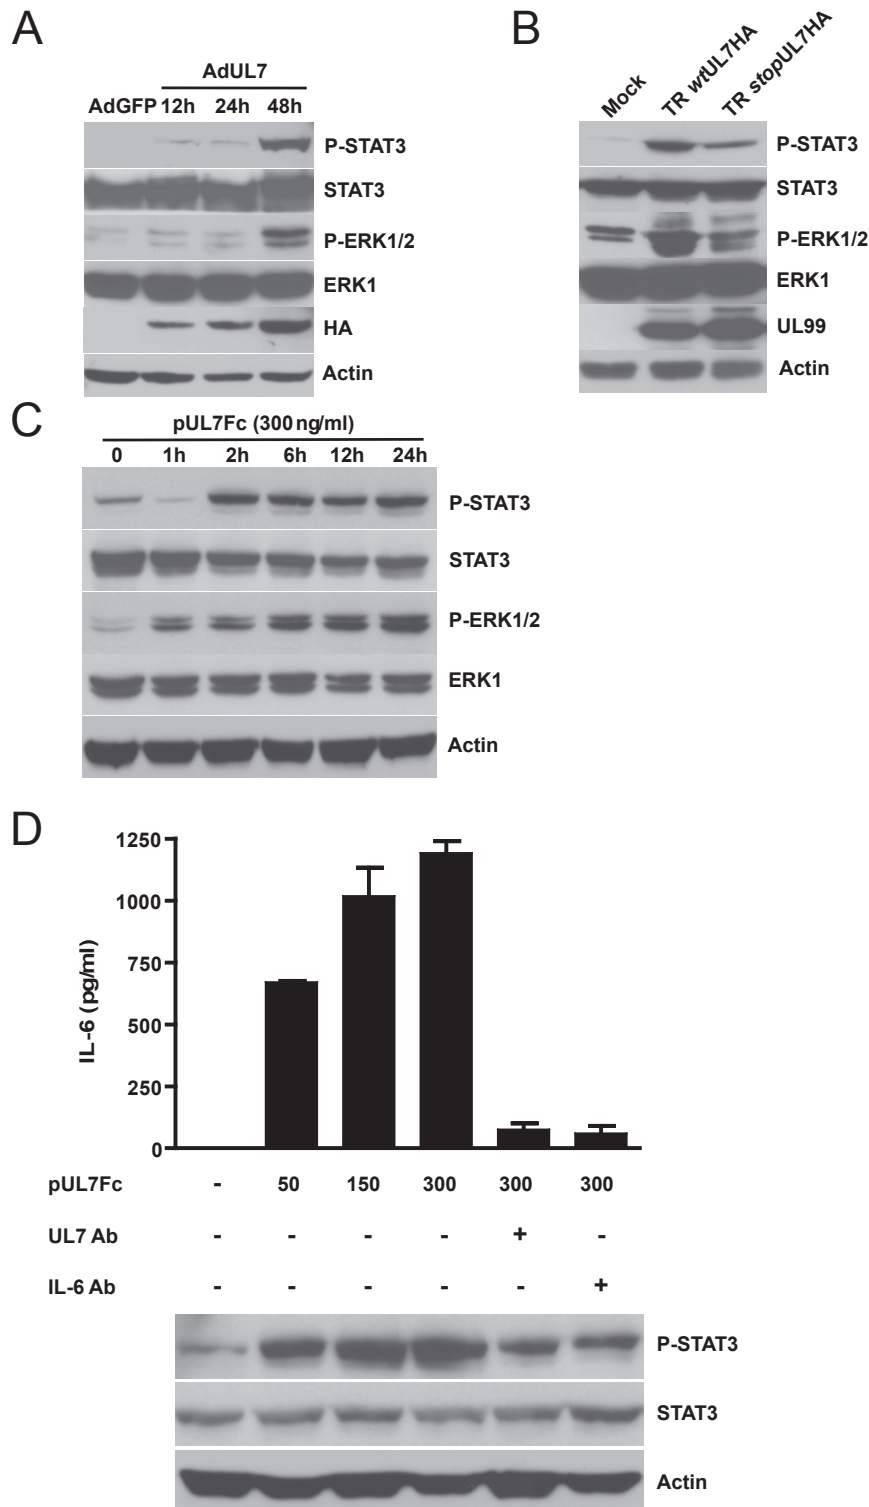 A
AdUL7
AdGFP 12h 24h 48h
P-STAT3
STAT3
P-ERK1/2
ERK1
HA
Actin
B
Mock TR wtUL7HA TR stopUL7HA
P-STAT3
STAT3
P-ERK1/2
ERK1
UL99
Actin
C
pUL7Fc (300 ng/ml)
0 1h 2h 6h 12h 24h
P-STAT3
STAT3
P-ERK1/2
ERK1
Actin
D
IL-6 (pg/ml)
1250
1000
750
500
250
0
pUL7Fc - 50 150 300 300 300
UL7 Ab - - - - + -
IL-6 Ab - - - - - +
P-STAT3
STAT3
Actin